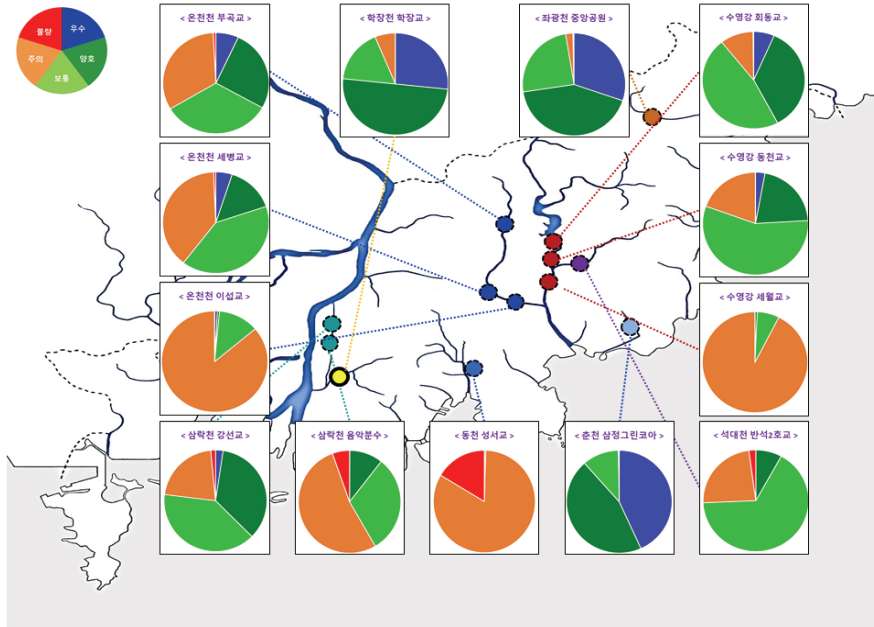 불량
우수
주의
양호
보통
< 온천천 부곡교 >
< 학장천 학장교 >
< 좌광천 중앙공원 >
< 수영강 회동교 >
< 온천천 세병교 >
< 수영강 동천교 >
< 온천천 이섭교 >
< 수영강 세월교 >
< 삼락천 강선교 >
< 삼락천 음악분수 >
< 동천 성서교 >
< 춘천 삼정그린코아 >
< 석대천 반석2호교 >